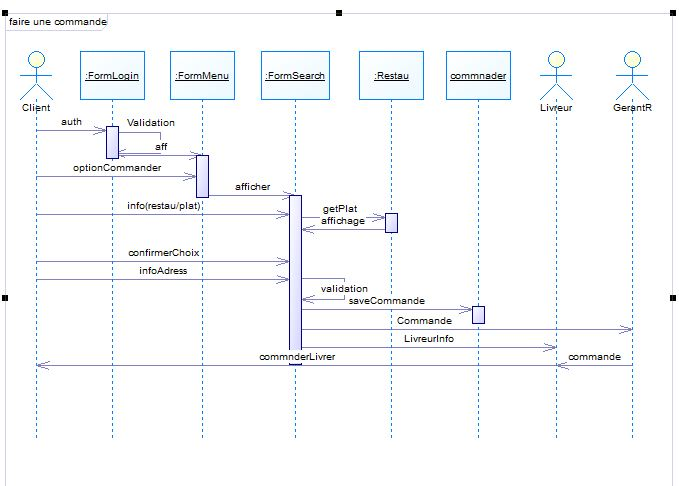 faire une commande
:FormLogin :FormMenu :FormSearch :Restau commnader
Client Livreur GerantR
auth Validation
aff
optionCommander
afficher
info(restau/plat) getPlat
affichage
confirmerChoix
infoAdress
validation
saveCommande
Commande
LivreurInfo
commnderLivrer commande